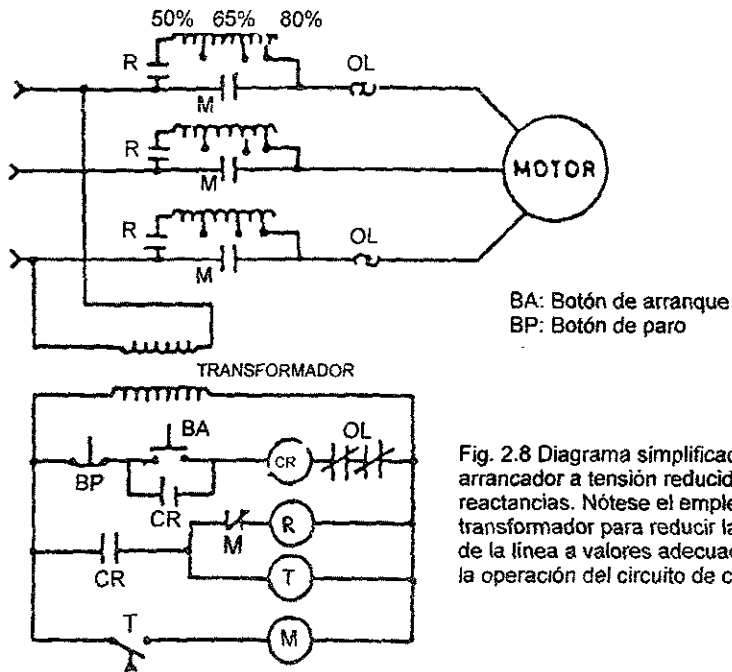 50% 65% 80%
R
OL
M
R
M
MOTOR
R
OL
M
BA: Botón de arranque
BP: Botón de paro
TRANSFORMADOR
BA
OL
BP
CR
CR
M
R
CR
T
T
M
Fig. 2.8 Diagrama simplificad
arrancador a tensión reducid
reactancias. Nótese el emple
transformador para reducir la
de la línea a valores adecuad
la operación del circuito de c